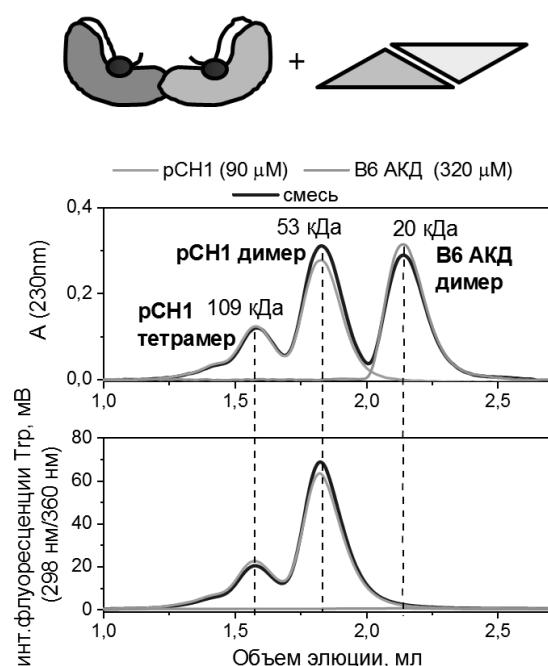 +
pCH1 (90 μM) B6 АКД (320 μM)
смесь
53 кДа
20 кДа
pCH1 димер
B6 АКД
димер
109 кДа
pCH1
тетрамер
A (230nm)
0,4
0,2
0,0
1,0 1,5 2,0 2,5
инт.флуоресценции Trp, мВ
(298 нм/360 нм)
80
60
40
20
0
1,0 1,5 2,0 2,5
Объем элюции, мл